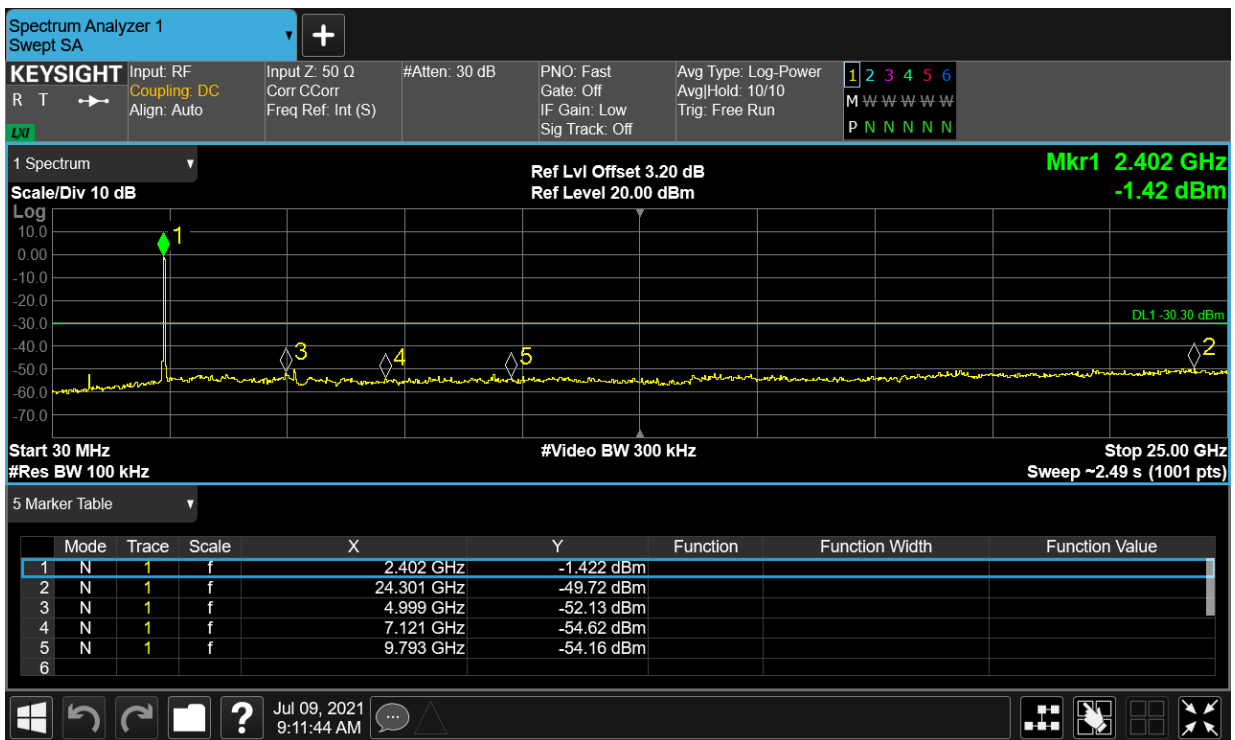 Spectrum Analyzer 1
Swept SA
+
KEYSIGHT
R T
LXI
Input: RF
Coupling: DC
Align: Auto
Input Z: 50 Ω
Corr CCorr
Freq Ref: Int (S)
#Atten: 30 dB
PNO: Fast
Gate: Off
IF Gain: Low
Sig Track: Off
Avg Type: Log-Power
Avg|Hold: 10/10
Trig: Free Run
1 2 3 4 5 6
M W W W W W
P N N N N N
1 Spectrum
Scale/Div 10 dB
Ref Lvl Offset 3.20 dB
Ref Level 20.00 dBm
Mkr1 2.402 GHz
-1.42 dBm
Log
10.0
0.00
-10.0
-20.0
-30.0
-40.0
-50.0
-60.0
-70.0
1
3
4
5
2
DL1 -30.30 dBm
Start 30 MHz
#Video BW 300 kHz
Stop 25.00 GHz
#Res BW 100 kHz
Sweep ~2.49 s (1001 pts)
5 Marker Table
Mode Trace Scale X Y Function Function Width Function Value
1 N 1 f 2.402 GHz -1.422 dBm
2 N 1 f 24.301 GHz -49.72 dBm
3 N 1 f 4.999 GHz -52.13 dBm
4 N 1 f 7.121 GHz -54.62 dBm
5 N 1 f 9.793 GHz -54.16 dBm
6
?
Jul 09, 2021
9:11:44 AM